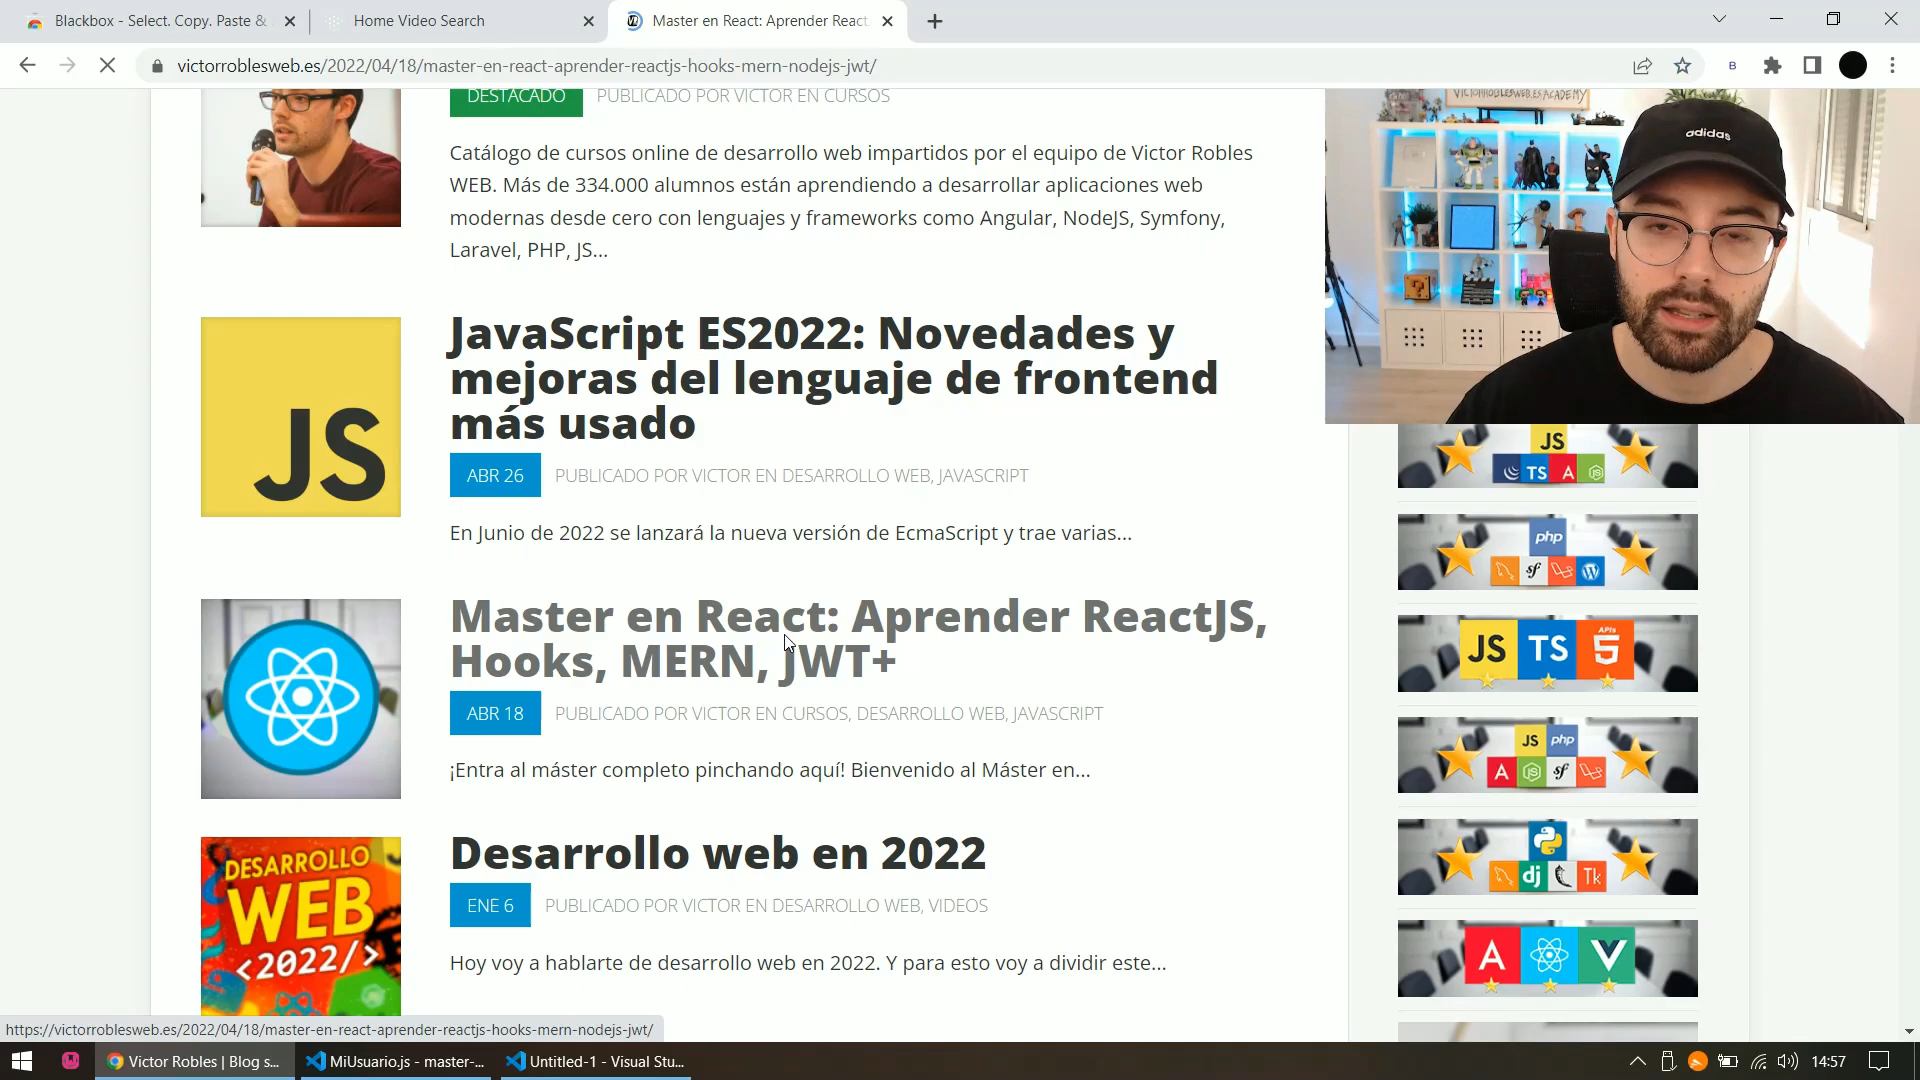 Blackbox - Select. Copy. Paste &
Home Video Search
Master en React: Aprender React
victorroblesweb.es/2022/04/18/master-en-react-aprender-reactjs-hooks-mern-nodejs-jwt/
B
DESTACADO
PUBLICADO POR VICTOR EN CURSOS
VICTORROBLESWEB.ES ACADEMY
adidas
Catálogo de cursos online de desarrollo web impartidos por el equipo de Victor Robles
WEB. Más de 334.000 alumnos están aprendiendo a desarrollar aplicaciones web
modernas desde cero con lenguajes y frameworks como Angular, NodeJS, Symfony,
Laravel, PHP, JS...
JS
JavaScript ES2022: Novedades y
mejoras del lenguaje de frontend
más usado
ABR 26
PUBLICADO POR VICTOR EN DESARROLLO WEB, JAVASCRIPT
En Junio de 2022 se lanzará la nueva versión de EcmaScript y trae varias...
Master en React: Aprender ReactJS,
Hooks, MERN, JWT+
ABR 18
PUBLICADO POR VICTOR EN CURSOS, DESARROLLO WEB, JAVASCRIPT
¡Entra al máster completo pinchando aquí! Bienvenido al Máster en...
DESARROLLO
WEB
<2022/>
Desarrollo web en 2022
ENE 6
PUBLICADO POR VICTOR EN DESARROLLO WEB, VIDEOS
Hoy voy a hablarte de desarrollo web en 2022. Y para esto voy a dividir este...
JS
TS A
php
sf
JS TS APIs 5
JS php
A sf
dj Tk
A
https://victorroblesweb.es/2022/04/18/master-en-react-aprender-reactjs-hooks-mern-nodejs-jwt/
Victor Robles | Blog s...
MiUsuario.js - master-...
Untitled-1 - Visual Stu...
14:57